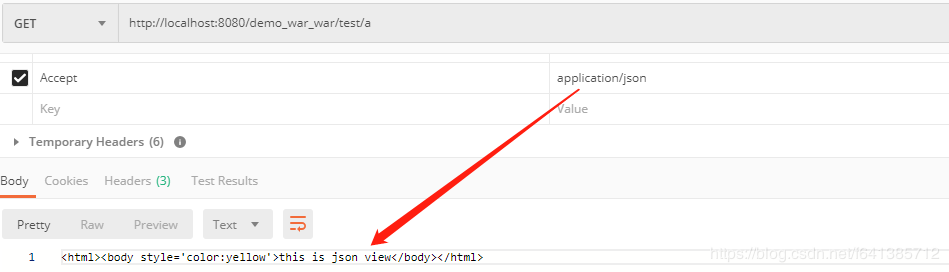 GET http://localhost:8080/demo_war_war/test/a
Accept application/json
Key Value
Temporary Headers (6)
Body Cookies Headers (3) Test Results
Pretty Raw Preview Text
1 <html><body style='color:yellow'>this is json view</body></html>
https://blog.csdn.net/f641385712